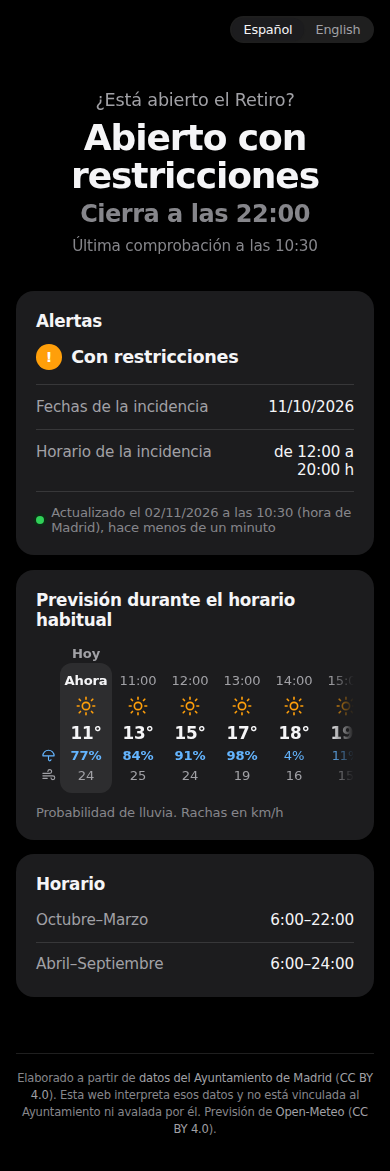 Español English
¿Está abierto el Retiro?
Abierto con
restricciones
Cierra a las 22:00
Última comprobación a las 10:30
Alertas
! Con restricciones
Fechas de la incidencia 11/10/2026
Horario de la incidencia de 12:00 a
20:00 h
Actualizado el 02/11/2026 a las 10:30 (hora de
Madrid), hace menos de un minuto
Previsión durante el horario
habitual
Hoy
Ahora 11:00 12:00 13:00 14:00
11° 13° 15° 17° 18° 19
77% 84% 91% 98% 4%
24 25 24 19 16
Probabilidad de lluvia. Rachas en km/h
Horario
Octubre–Marzo 6:00–22:00
Abril–Septiembre 6:00–24:00
Elaborado a partir de datos del Ayuntamiento de Madrid (CC BY
4.0). Esta web interpreta esos datos y no está vinculada al
Ayuntamiento ni avalada por él. Previsión de Open-Meteo (CC
BY 4.0).